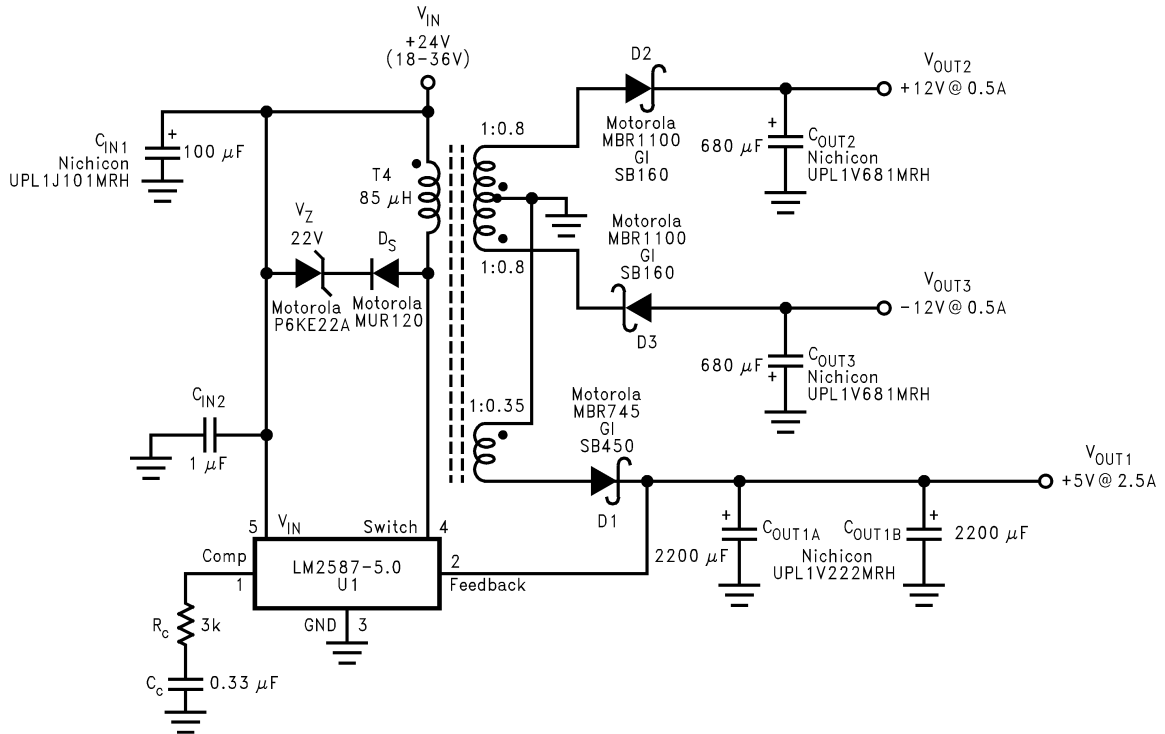 V_IN
+24V
(18-36V)
C_IN1
Nichicon
UPL1J101MRH
+
100 µF
T4
85 µH
V_Z
22V
D_S
Motorola
P6KE22A
Motorola
MUR120
C_IN2
1 µF
1:0.8
1:0.8
1:0.35
D2
Motorola
MBR1100
GI
SB160
V_OUT2
+12V@0.5A
+
680 µF
C_OUT2
Nichicon
UPL1V681MRH
Motorola
MBR1100
GI
SB160
D3
V_OUT3
-12V@0.5A
680 µF
+
C_OUT3
Nichicon
UPL1V681MRH
Motorola
MBR745
GI
SB450
D1
V_OUT1
+5V@2.5A
+
2200 µF
C_OUT1A
C_OUT1B
Nichicon
UPL1V222MRH
+
2200 µF
5
V_IN
Switch
4
Comp
1
LM2587-5.0
U1
2
Feedback
GND
3
R_c
3k
C_c
0.33 µF